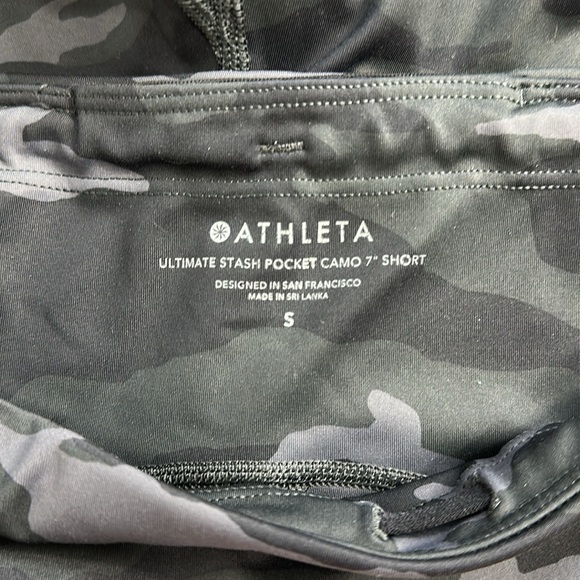 ATHLETA
ULTIMATE STASH POCKET CAMO 7" SHORT
DESIGNED IN SAN FRANCISCO
MADE IN SRI LANKA
S